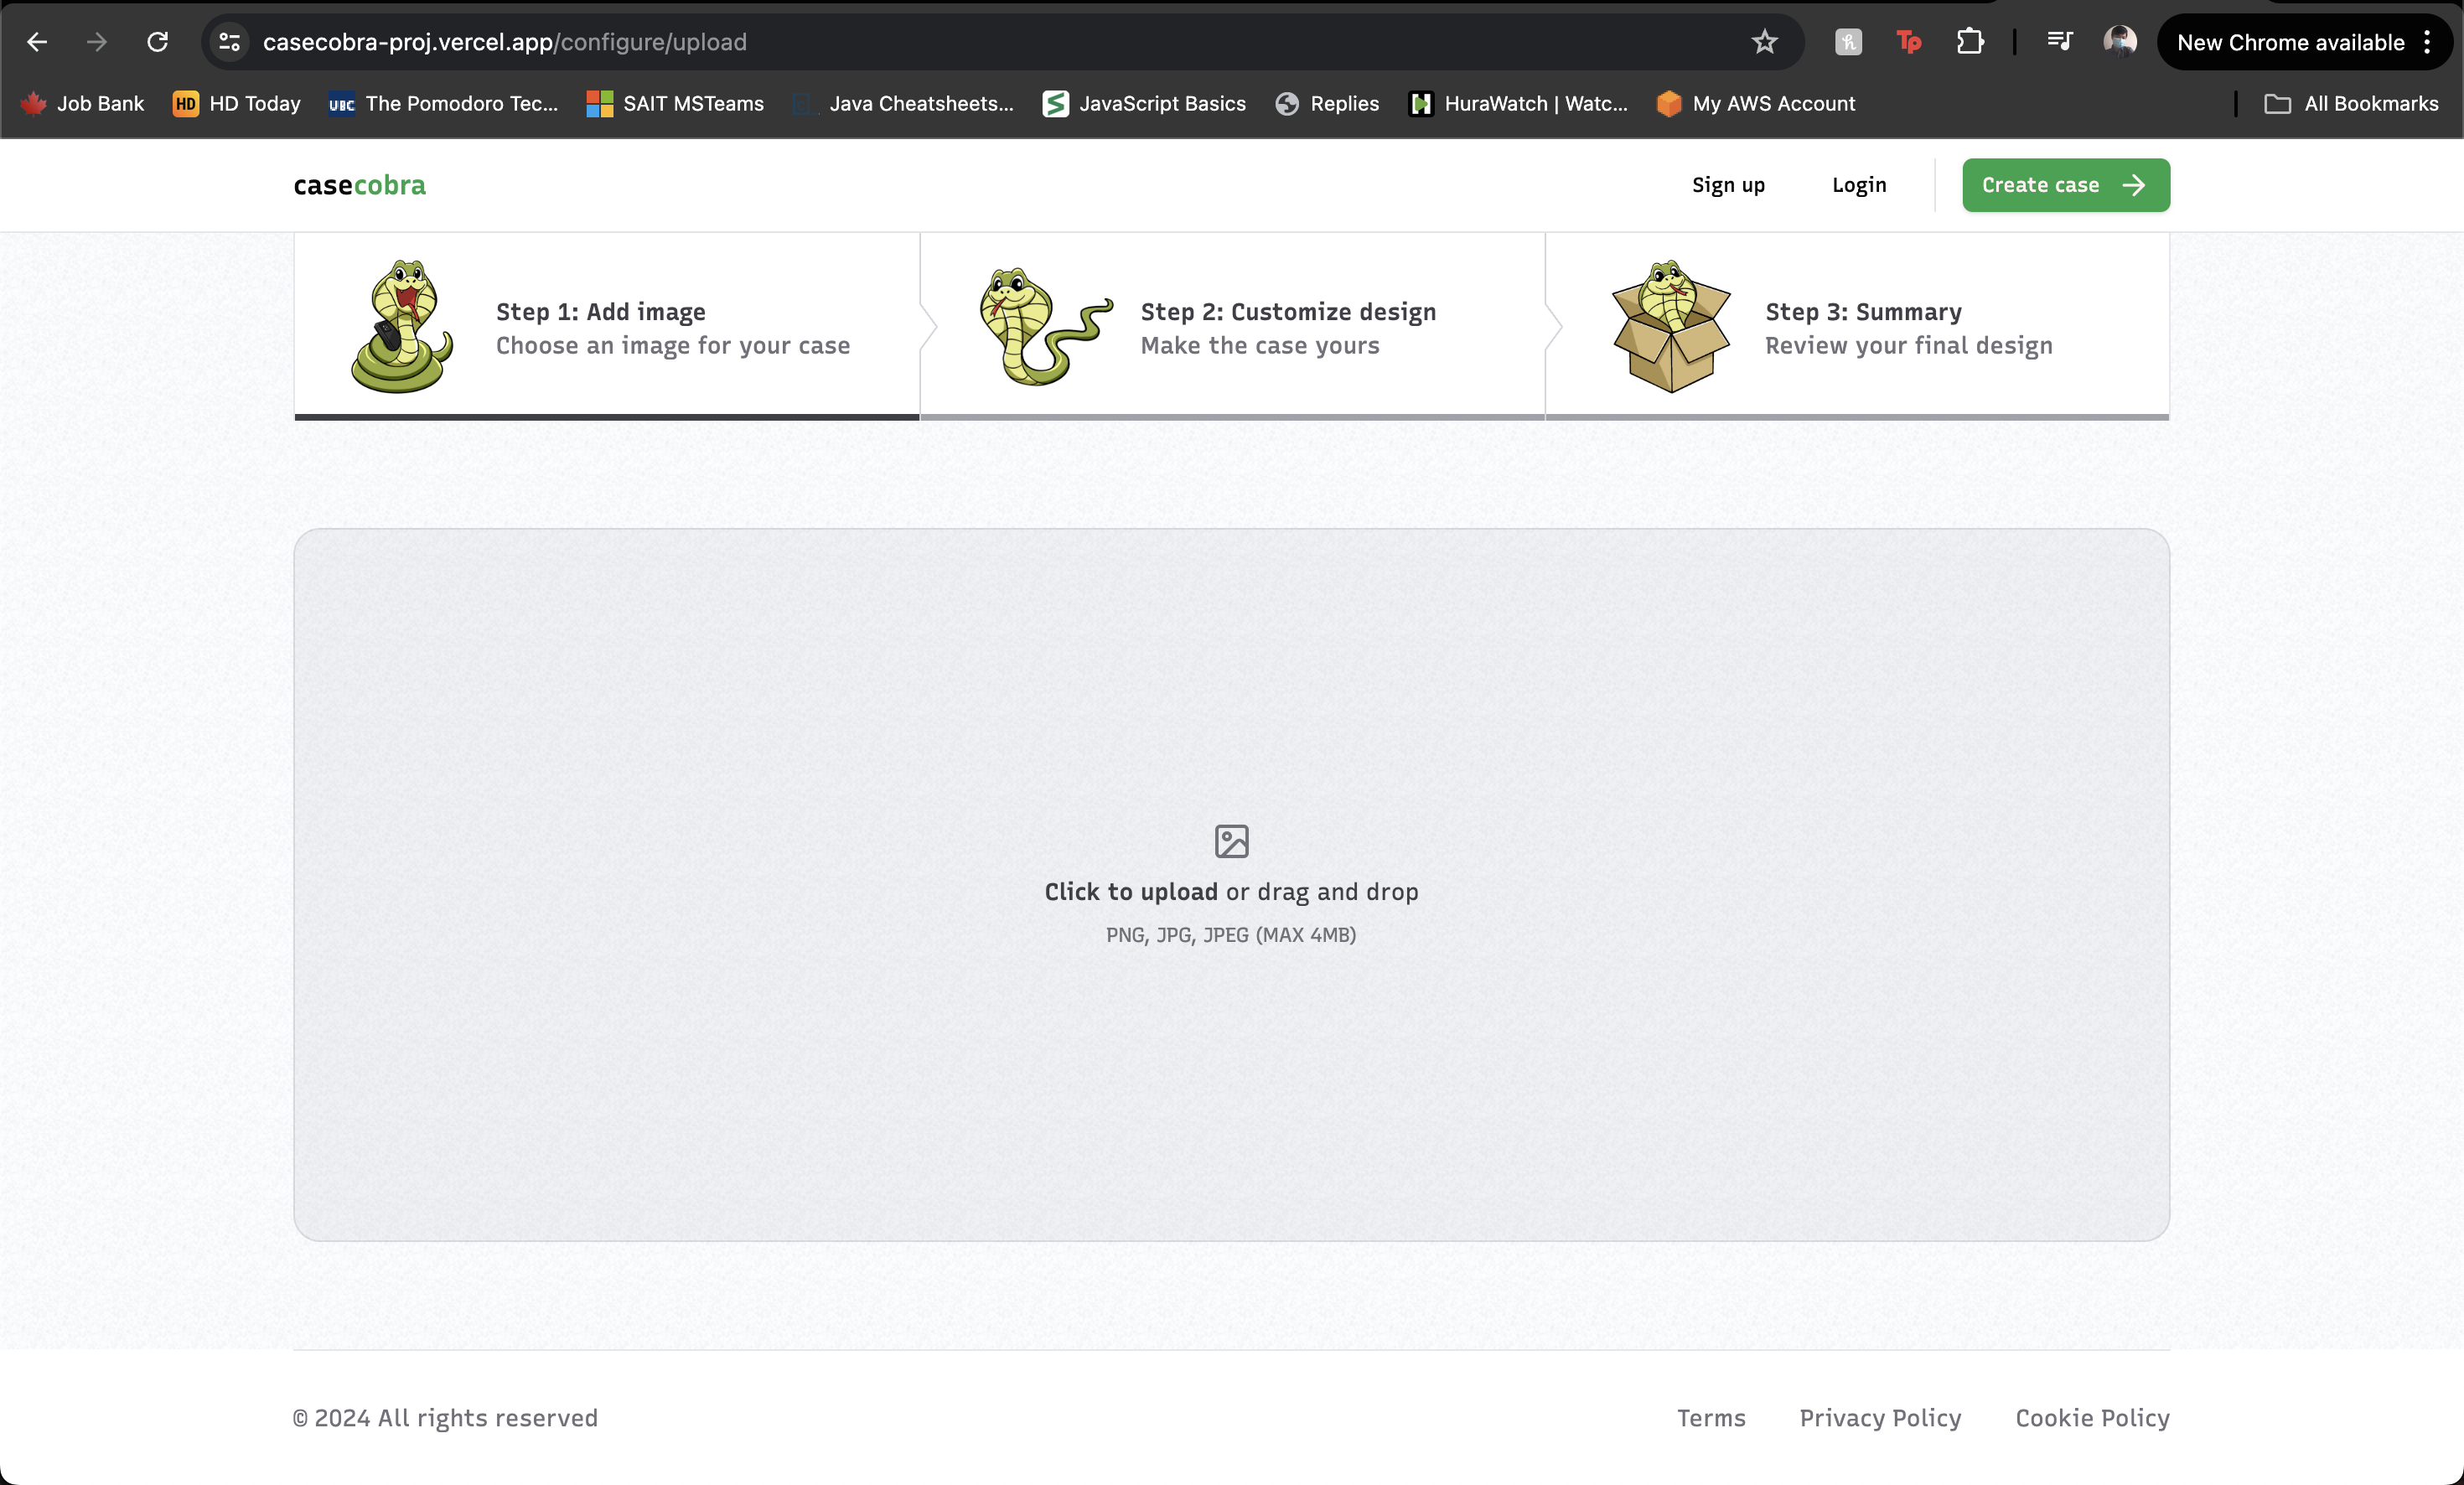 casecobra-proj.vercel.app/configure/upload
Tp
New Chrome available
Job Bank
HD HD Today
UBC The Pomodoro Tec...
SAIT MSTeams
Java Cheatsheets...
JavaScript Basics
Replies
HuraWatch | Watc...
My AWS Account
All Bookmarks
casecobra
Sign up
Login
Create case
Step 1: Add image
Choose an image for your case
Step 2: Customize design
Make the case yours
Step 3: Summary
Review your final design
Click to upload or drag and drop
PNG, JPG, JPEG (MAX 4MB)
© 2024 All rights reserved
Terms
Privacy Policy
Cookie Policy